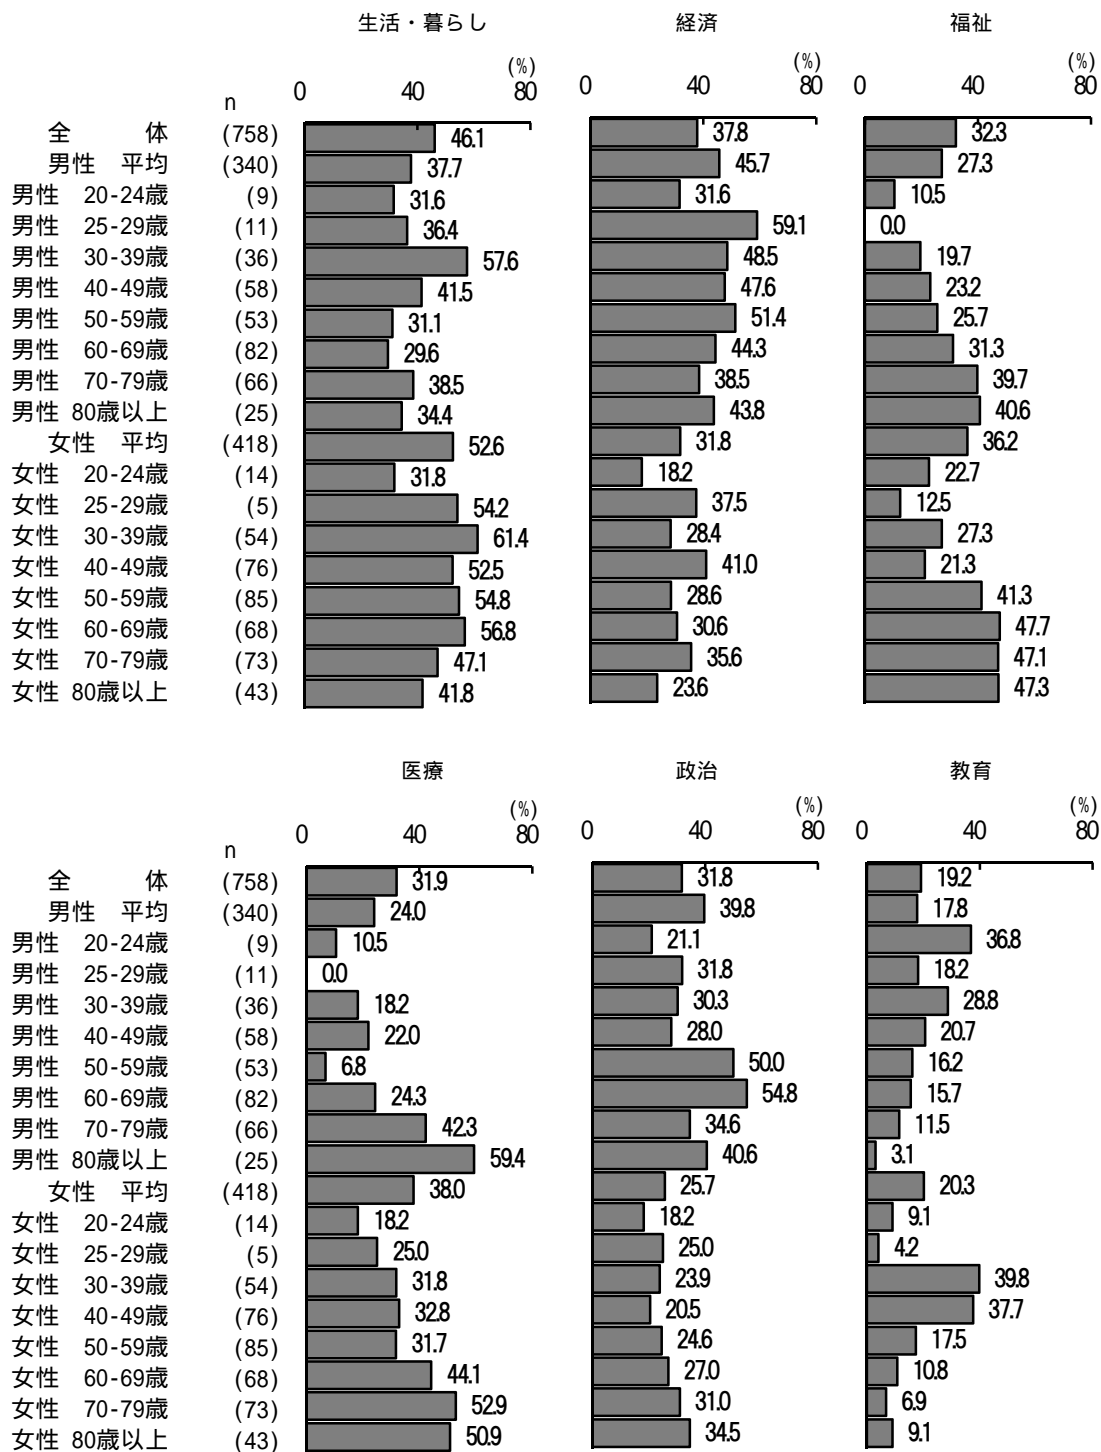 生活・暮らし 経済 福祉
(%) (%) (%)
n 0 40 80 0 40 80 0 40 80
全 体 (758) 46.1 37.8 32.3
男性 平均 (340) 37.7 45.7 27.3
男性 20-24歳 (9) 31.6 31.6 10.5
男性 25-29歳 (11) 36.4 59.1 0.0
男性 30-39歳 (36) 57.6 48.5 19.7
男性 40-49歳 (58) 41.5 47.6 23.2
男性 50-59歳 (53) 31.1 51.4 25.7
男性 60-69歳 (82) 29.6 44.3 31.3
男性 70-79歳 (66) 38.5 38.5 39.7
男性 80歳以上 (25) 34.4 43.8 40.6
女性 平均 (418) 52.6 31.8 36.2
女性 20-24歳 (14) 31.8 18.2 22.7
女性 25-29歳 (5) 54.2 37.5 12.5
女性 30-39歳 (54) 61.4 28.4 27.3
女性 40-49歳 (76) 52.5 41.0 21.3
女性 50-59歳 (85) 54.8 28.6 41.3
女性 60-69歳 (68) 56.8 30.6 47.7
女性 70-79歳 (73) 47.1 35.6 47.1
女性 80歳以上 (43) 41.8 23.6 47.3
医療 政治 教育
(%) (%) (%)
n 0 40 80 0 40 80 0 40 80
全 体 (758) 31.9 31.8 19.2
男性 平均 (340) 24.0 39.8 17.8
男性 20-24歳 (9) 10.5 21.1 36.8
男性 25-29歳 (11) 0.0 31.8 18.2
男性 30-39歳 (36) 18.2 30.3 28.8
男性 40-49歳 (58) 22.0 28.0 20.7
男性 50-59歳 (53) 6.8 50.0 16.2
男性 60-69歳 (82) 24.3 54.8 15.7
男性 70-79歳 (66) 42.3 34.6 11.5
男性 80歳以上 (25) 59.4 40.6 3.1
女性 平均 (418) 38.0 25.7 20.3
女性 20-24歳 (14) 18.2 18.2 9.1
女性 25-29歳 (5) 25.0 25.0 4.2
女性 30-39歳 (54) 31.8 23.9 39.8
女性 40-49歳 (76) 32.8 20.5 37.7
女性 50-59歳 (85) 31.7 24.6 17.5
女性 60-69歳 (68) 44.1 27.0 10.8
女性 70-79歳 (73) 52.9 31.0 6.9
女性 80歳以上 (43) 50.9 34.5 9.1